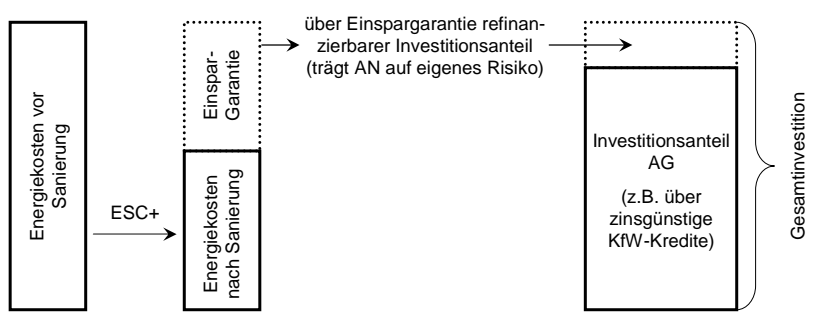 Energiekosten vor
Sanierung
ESC+
Einspar-
Garantie
Energiekosten
nach Sanierung
über Einspargarantie refinan-
zierbarer Investitionsanteil
(trägt AN auf eigenes Risiko)
Investitionsanteil
AG
(z.B. über
zinsgünstige
KfW-Kredite)
Gesamtinvestition